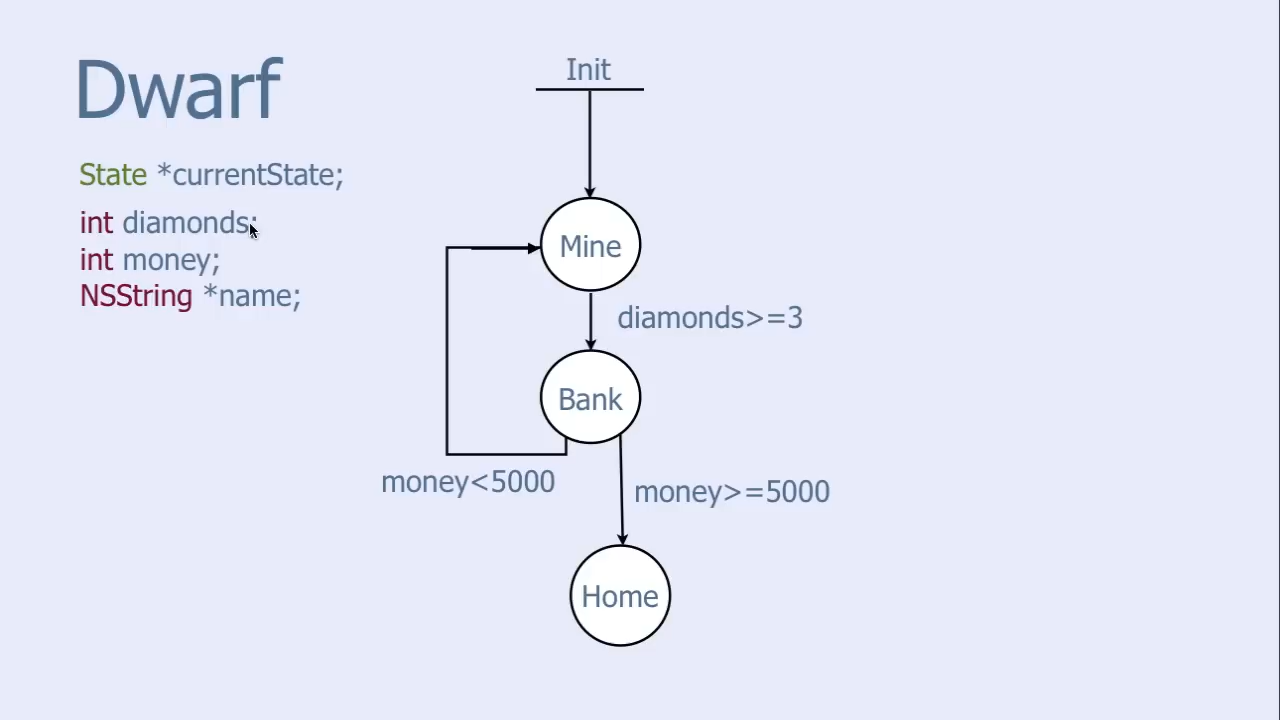 Dwarf
State *currentState;
int diamonds;
int money;
NSString *name;
Init
Mine
diamonds>=3
Bank
money<5000
money>=5000
Home